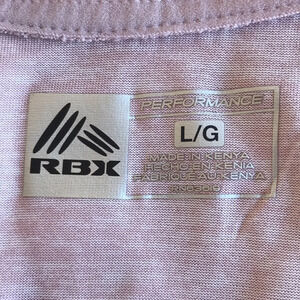 RBX
PERFORMANCE
L/G
MADE IN KENYA
HECHO EN KENIA
FABRIQUÉ AU KENYA